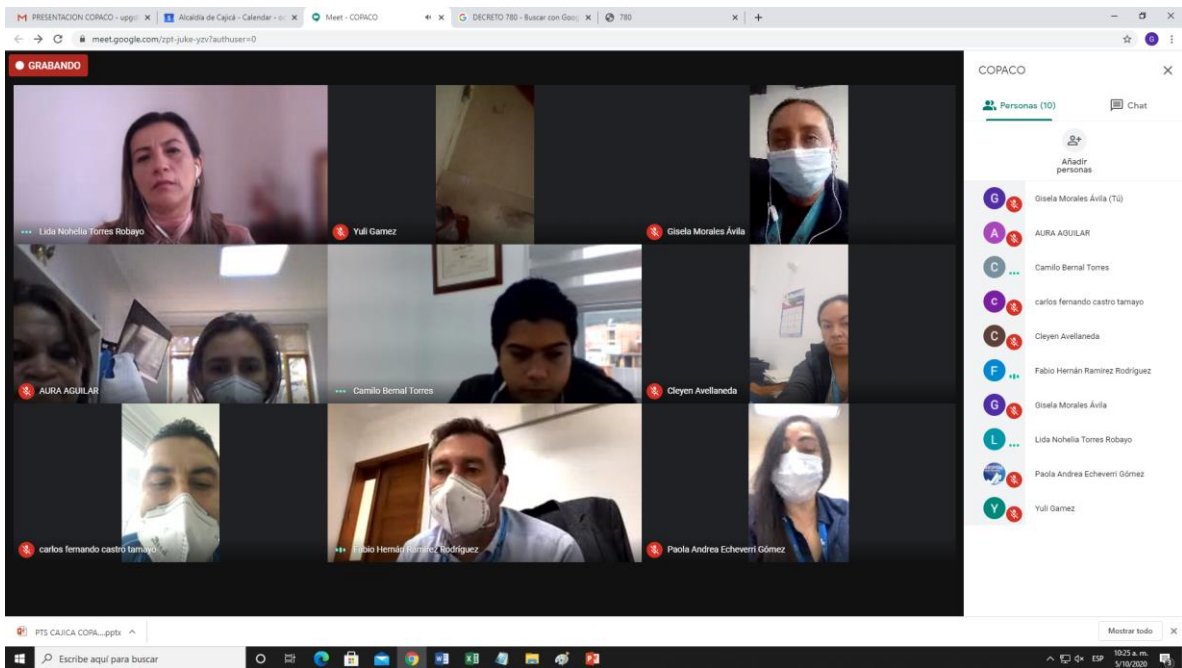 PRESENTACION COPACO - upgd
Alcaldía de Cajicá - Calendar - oc
Meet - COPACO
DECRETO 780 - Buscar con Goog
780
meet.google.com/zpt-juke-yzv?authuser=0
GRABANDO
Lida Nohelia Torres Robayo
Yuli Gamez
Gisela Morales Ávila
AURA AGUILAR
Camilo Bernal Torres
Cleyen Avellaneda
carlos fernando castro tamayo
Fabio Hernán Ramirez Rodríguez
Paola Andrea Echeverri Gómez
COPACO
Personas (10)
Chat
Añadir
personas
G
Gisela Morales Ávila (Tú)
A
AURA AGUILAR
C
Camilo Bernal Torres
c
carlos fernando castro tamayo
C
Cleyen Avellaneda
F
Fabio Hernán Ramirez Rodríguez
G
Gisela Morales Ávila
L
Lida Nohelia Torres Robayo
Paola Andrea Echeverri Gómez
Y
Yuli Gamez
PTS CAJICA COPA....pptx
Mostrar todo
Escribe aquí para buscar
ESP
10:25 a. m.
5/10/2020